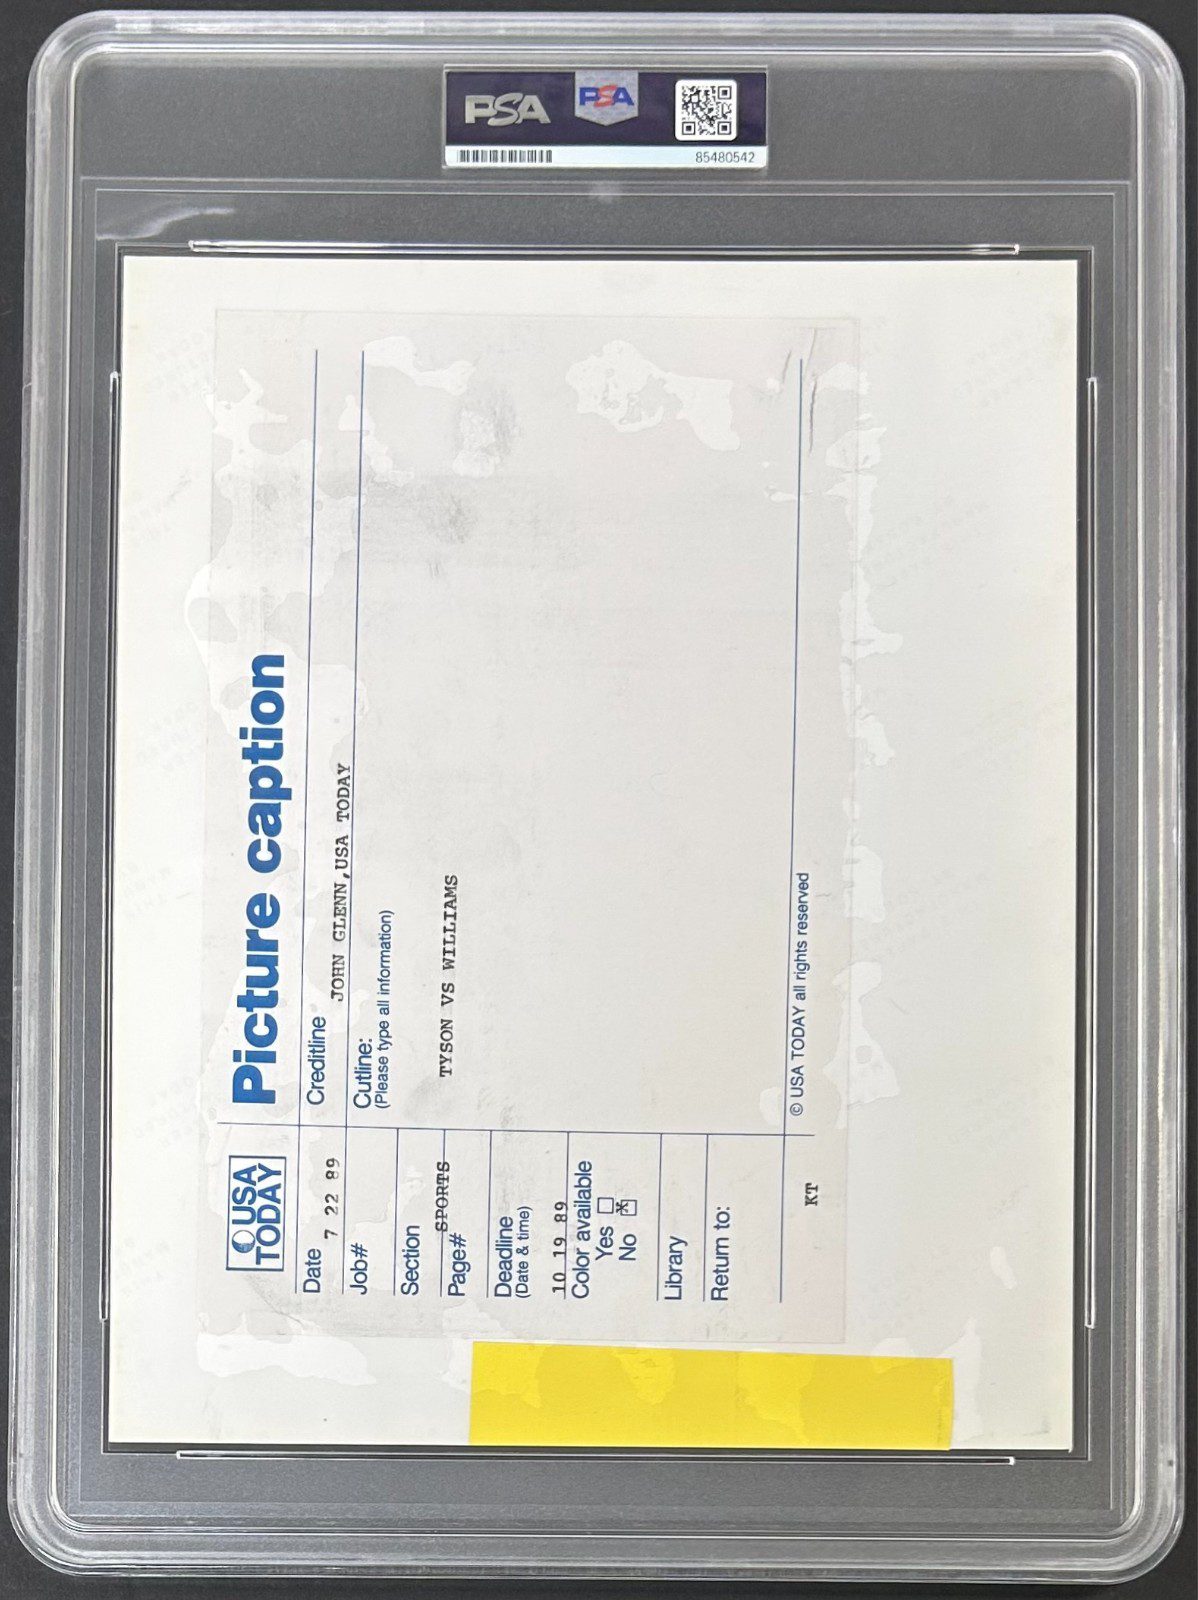 PSA PSA
85480542
USA
TODAY
Picture caption
Date 7 22 89
Creditline JOHN GLENN,USA TODAY
Job#
Cutline:
(Please type all information)
Section
SPORTS
Page#
TYSON VS WILLIAMS
Deadline
(Date & time)
10 19 89
Color available
Yes
No X
Library
Return to:
© USA TODAY all rights reserved
KT